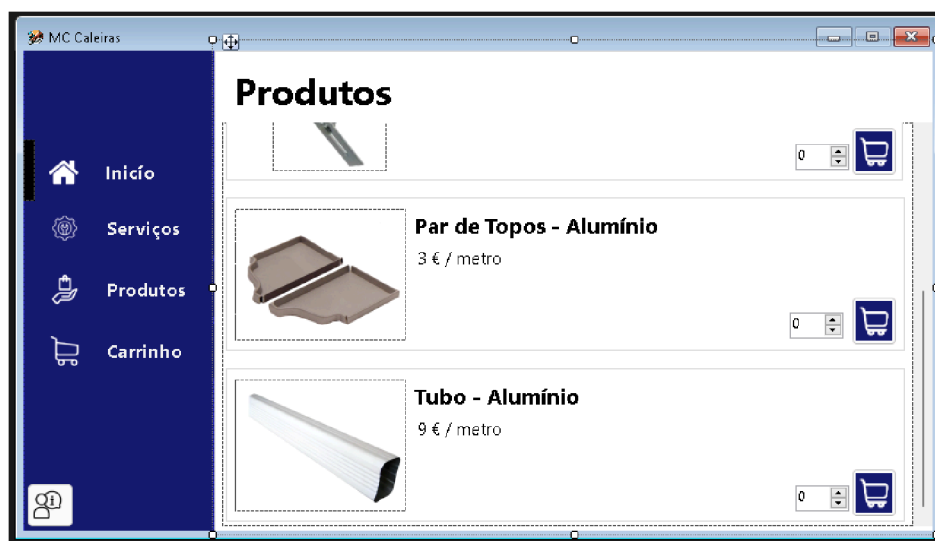 MC Caleiras
Produtos
0
Inicío
Serviços
Produtos
Carrinho
Par de Topos - Alumínio
3 € / metro
0
Tubo - Alumínio
9 € / metro
0